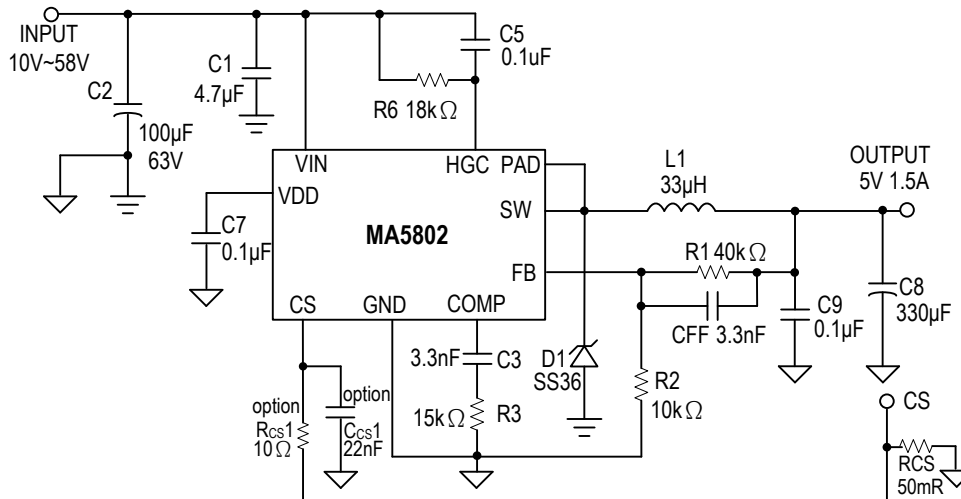 INPUT
10V~58V
C2
100µF
63V
C1
4.7µF
C5
0.1uF
R6 18kΩ
VIN
HGC
PAD
VDD
SW
MA5802
FB
CS
GND
COMP
C7
0.1µF
L1
33µH
OUTPUT
5V 1.5A
R1 40kΩ
CFF 3.3nF
C9
0.1µF
C8
330µF
3.3nF
C3
D1
SS36
R2
10kΩ
15kΩ
R3
option
RCS1
10Ω
option
CCS1
22nF
CS
RCS
50mR